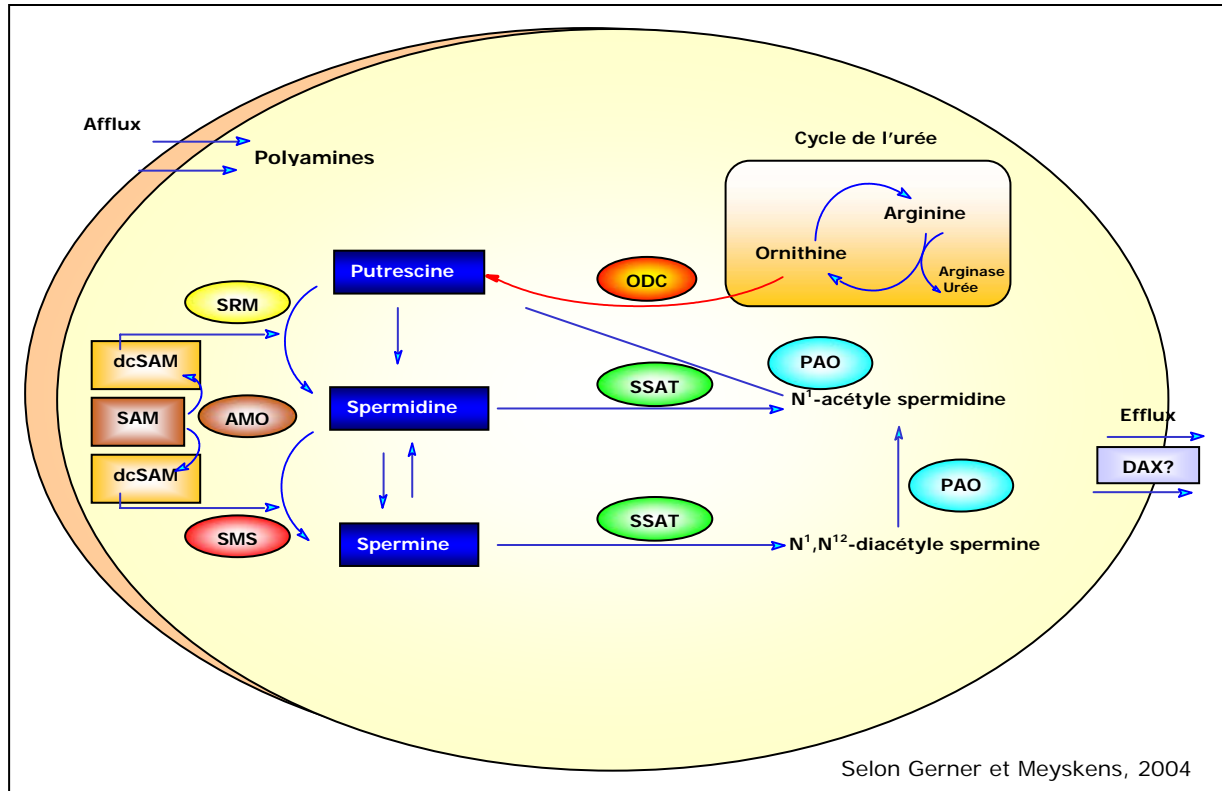 Afflux
Polyamines
Cycle de l'urée
Arginine
Ornithine
Arginase
Urée
Putrescine
ODC
SRM
dcSAM
PAO
SSAT
N¹-acétyle spermidine
Spermidine
SAM
AMO
Efflux
dcSAM
DAX?
PAO
SMS
SSAT
Spermine
N¹,N¹²-diacétyle spermine
Selon Gerner et Meyskens, 2004